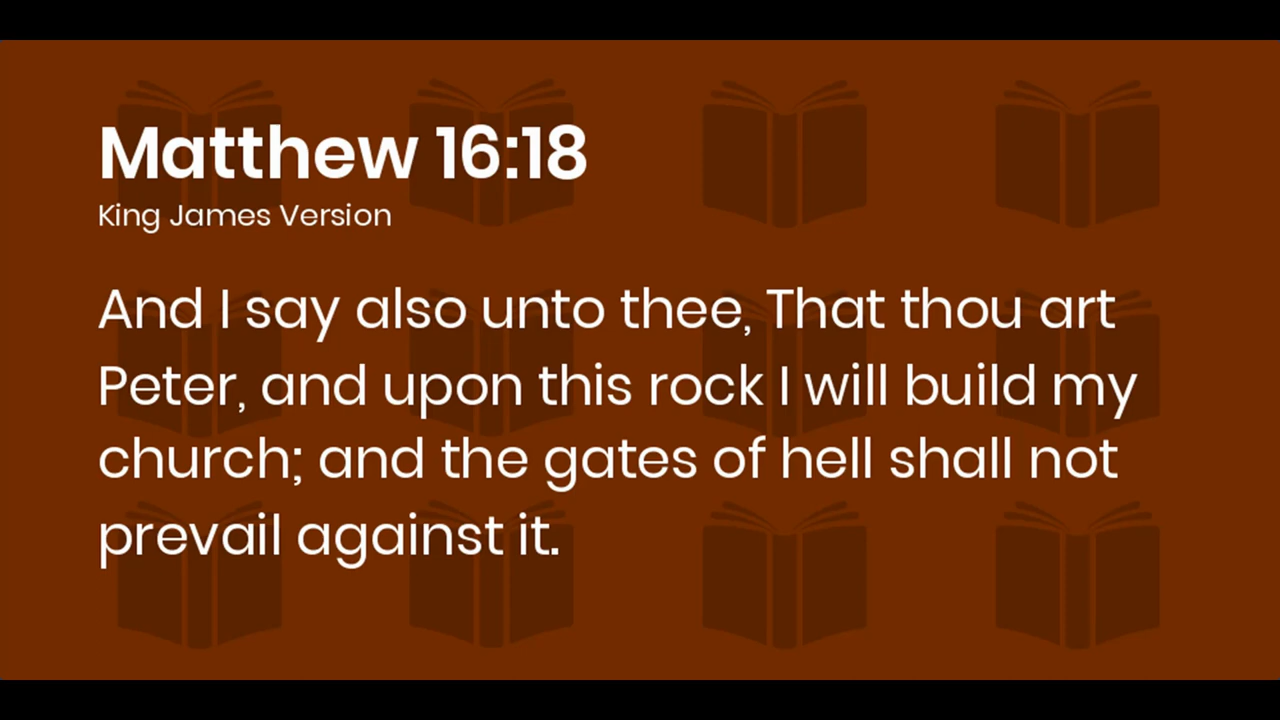 Matthew 16:18
King James Version
And I say also unto thee, That thou art
Peter, and upon this rock I will build my
church; and the gates of hell shall not
prevail against it.